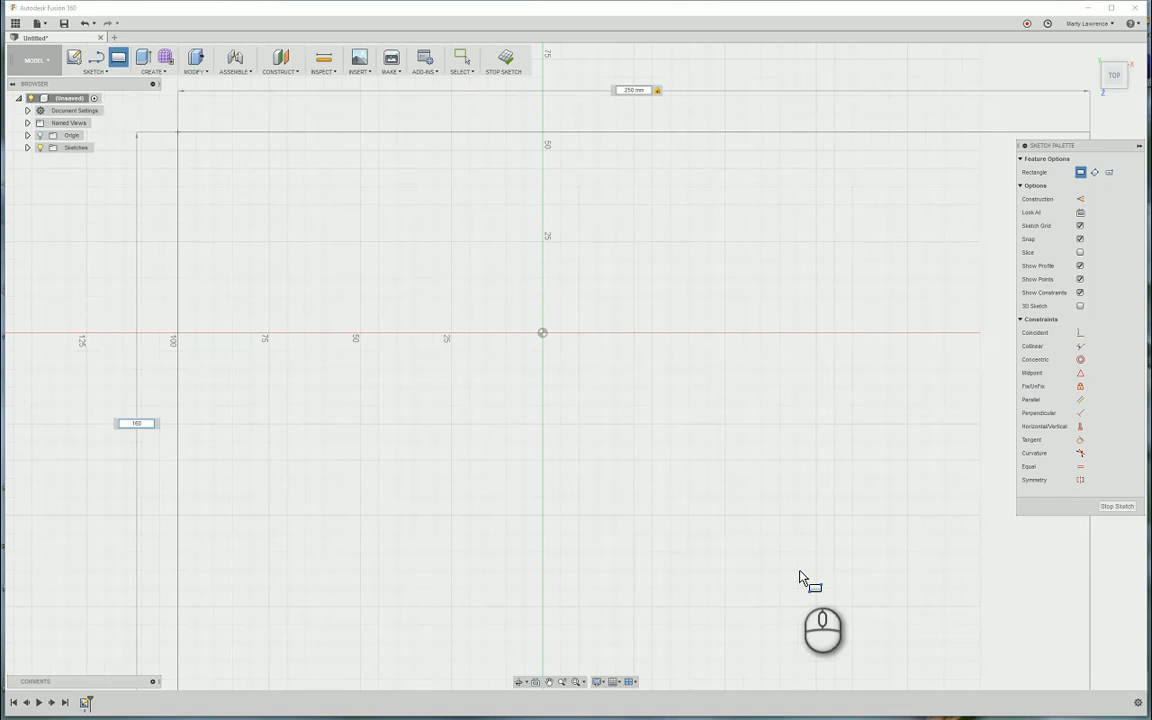 Autodesk Fusion 360
Marty Lawrence
Untitled*
MODEL
SKETCH
CREATE
MODIFY
ASSEMBLE
CONSTRUCT
INSPECT
INSERT
MAKE
ADD-INS
SELECT
STOP SKETCH
BROWSER
(Unsaved)
Document Settings
Named Views
Origin
Sketches
250 mm
75
50
25
125
100
75
50
25
160
TOP
X
Y
Z
SKETCH PALETTE
Feature Options
Rectangle
Options
Construction
Look At
Sketch Grid
Snap
Slice
Show Profile
Show Points
Show Constraints
3D Sketch
Constraints
Coincident
Collinear
Concentric
Midpoint
Fix/UnFix
Parallel
Perpendicular
Horizontal/Vertical
Tangent
Curvature
Equal
Symmetry
Stop Sketch
COMMENTS